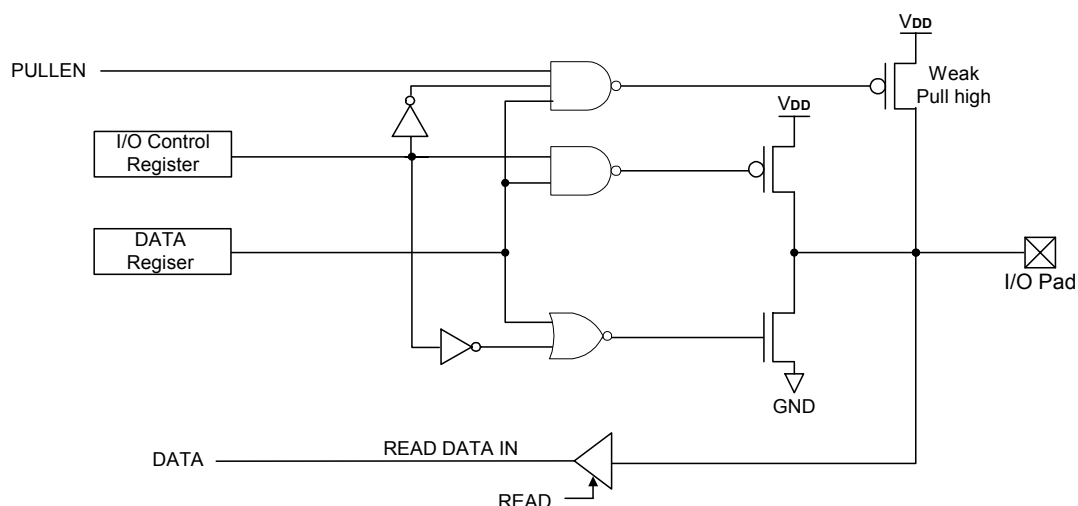 VDD
PULLEN
Weak
Pull high
VDD
I/O Control
Register
DATA
Regiser
I/O Pad
GND
READ DATA IN
DATA
READ